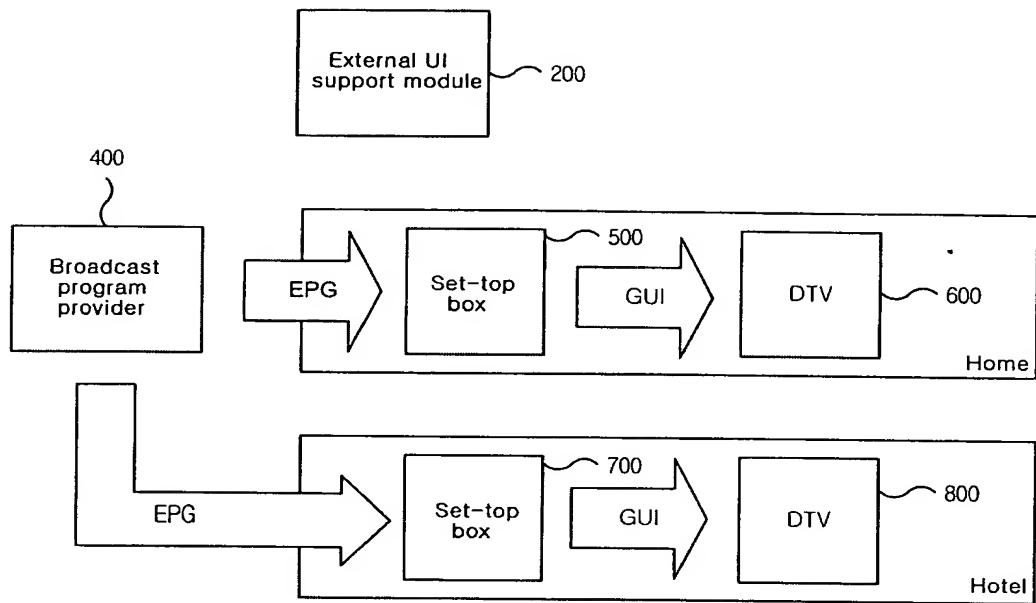 External UI
support module
200
400
Broadcast
program
provider
EPG
Set-top
box
500
GUI
DTV
600
Home
EPG
Set-top
box
700
GUI
DTV
800
Hotel